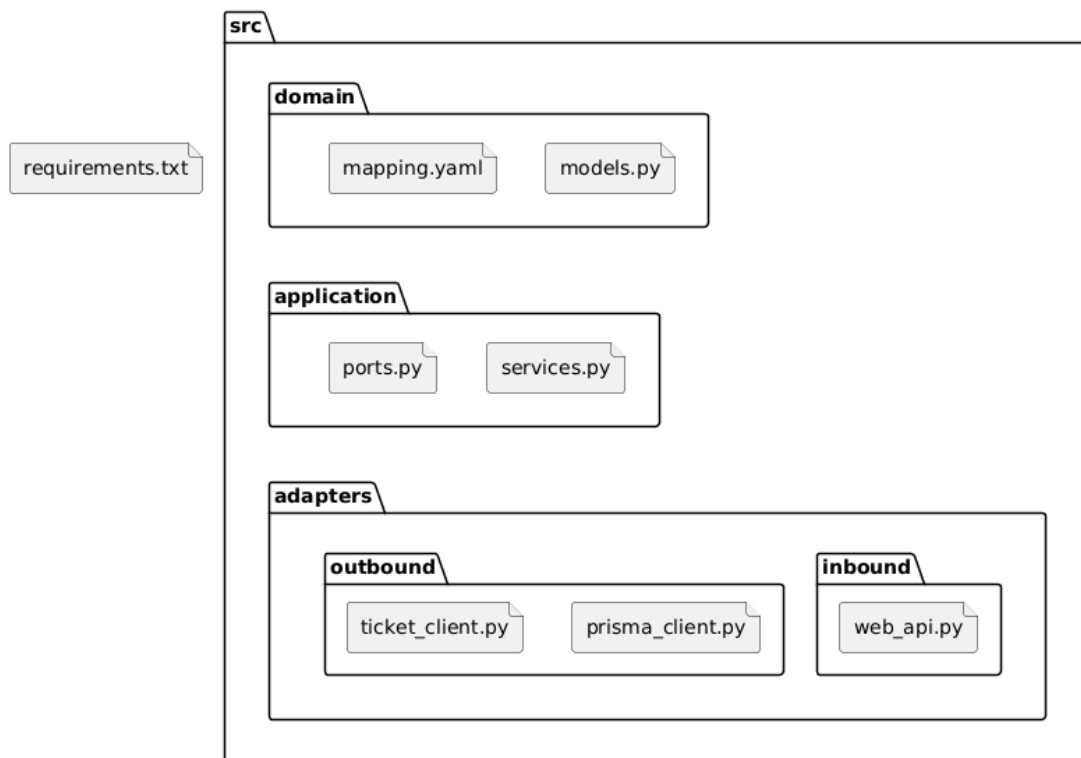 src
domain
requirements.txt
mapping.yaml
models.py
application
ports.py
services.py
adapters
outbound
inbound
ticket_client.py
prisma_client.py
web_api.py